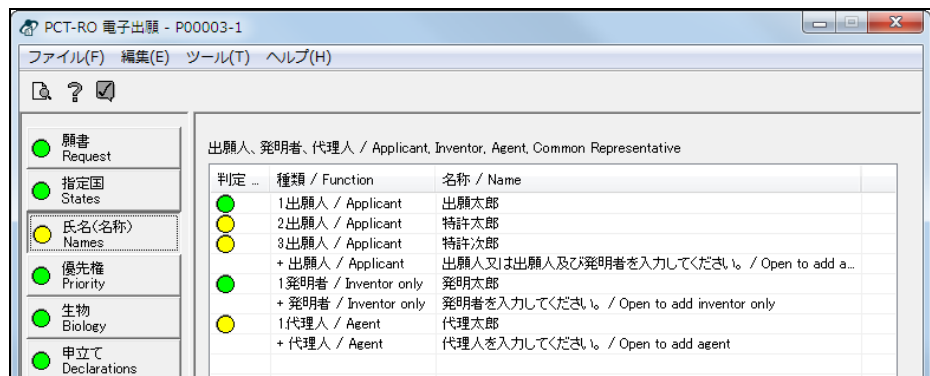 PCT-RO 電子出願 - P00003-1
ファイル(F) 編集(E) ツール(T) ヘルプ(H)
願書
Request
指定国
States
氏名(名称)
Names
優先権
Priority
生物
Biology
申立て
Declarations
出願人、発明者、代理人 / Applicant, Inventor, Agent, Common Representative
判定 ... 種類 / Function 名称 / Name
1出願人 / Applicant 出願太郎
2出願人 / Applicant 特許太郎
3出願人 / Applicant 特許次郎
+ 出願人 / Applicant 出願人又は出願人及び発明者を入力してください。 / Open to add a...
1発明者 / Inventor only 発明太郎
+ 発明者 / Inventor only 発明者を入力してください。 / Open to add inventor only
1代理人 / Agent 代理太郎
+ 代理人 / Agent 代理人を入力してください。 / Open to add agent